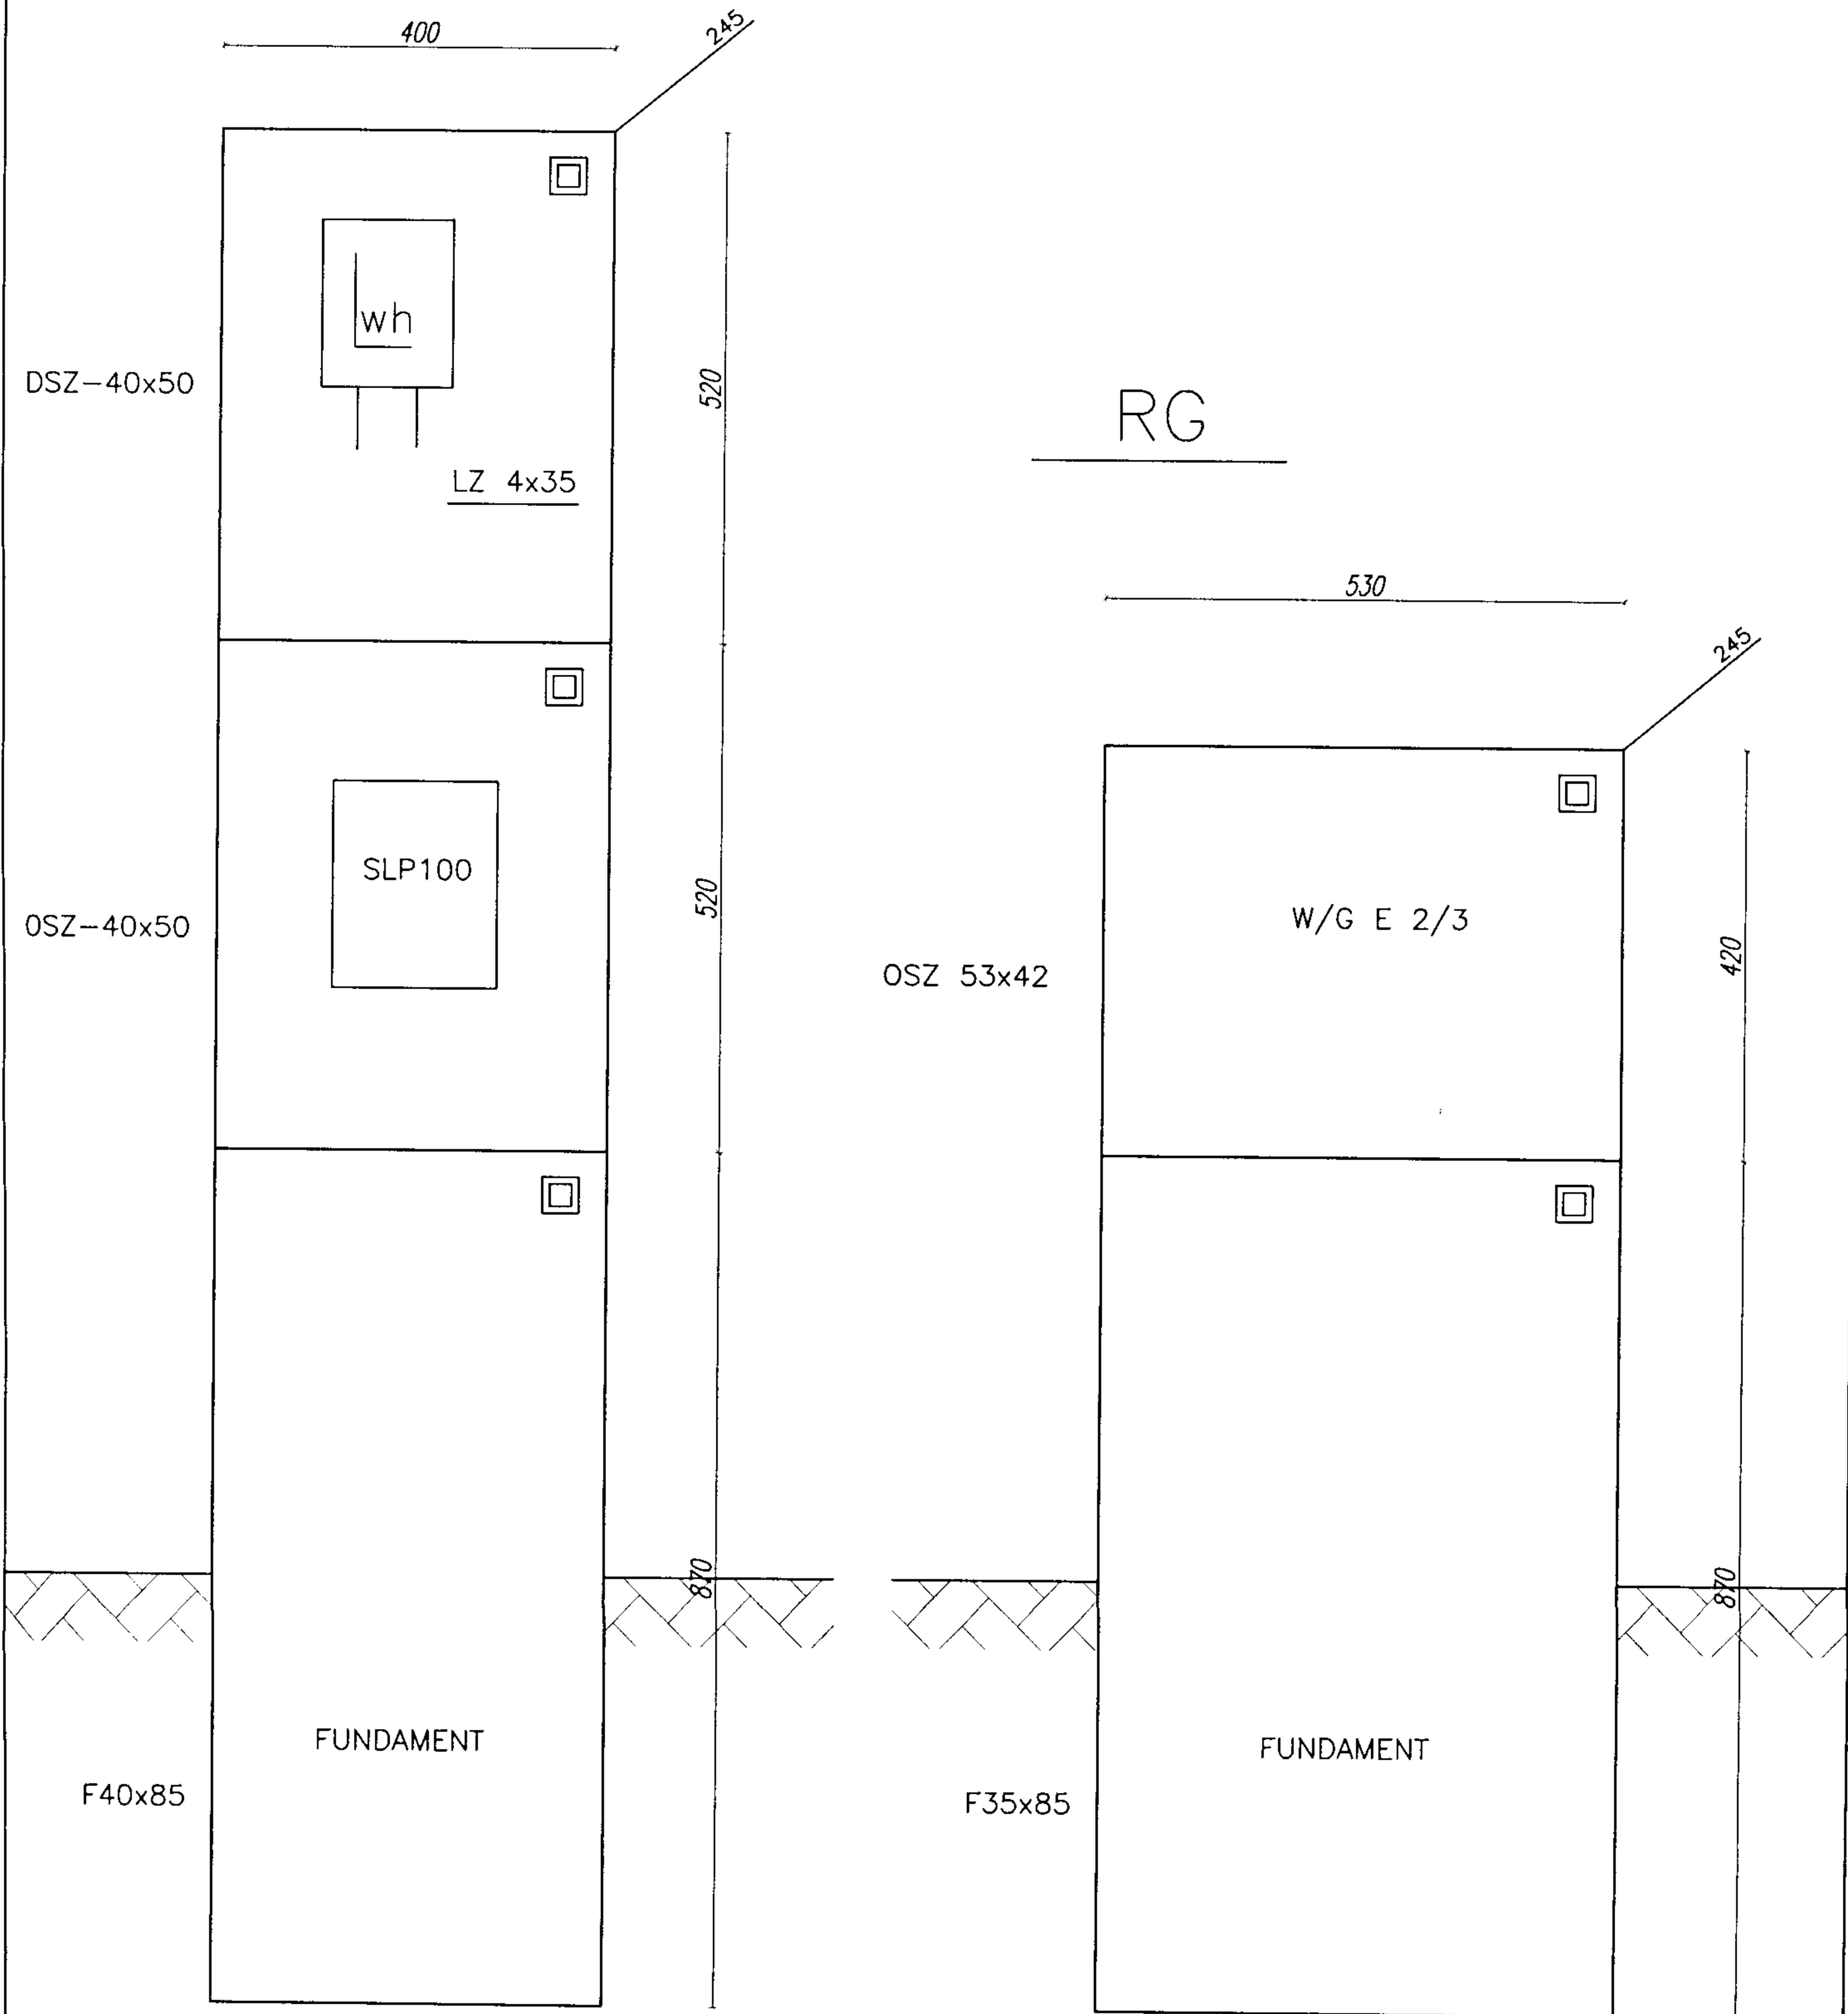 400
245
DSZ-40x50
wh
LZ 4x35
520
OSZ-40x50
SLP100
520
870
FUNDAMENT
F40x85
RG
530
245
OSZ 53x42
W/G E 2/3
420
870
FUNDAMENT
F35x85